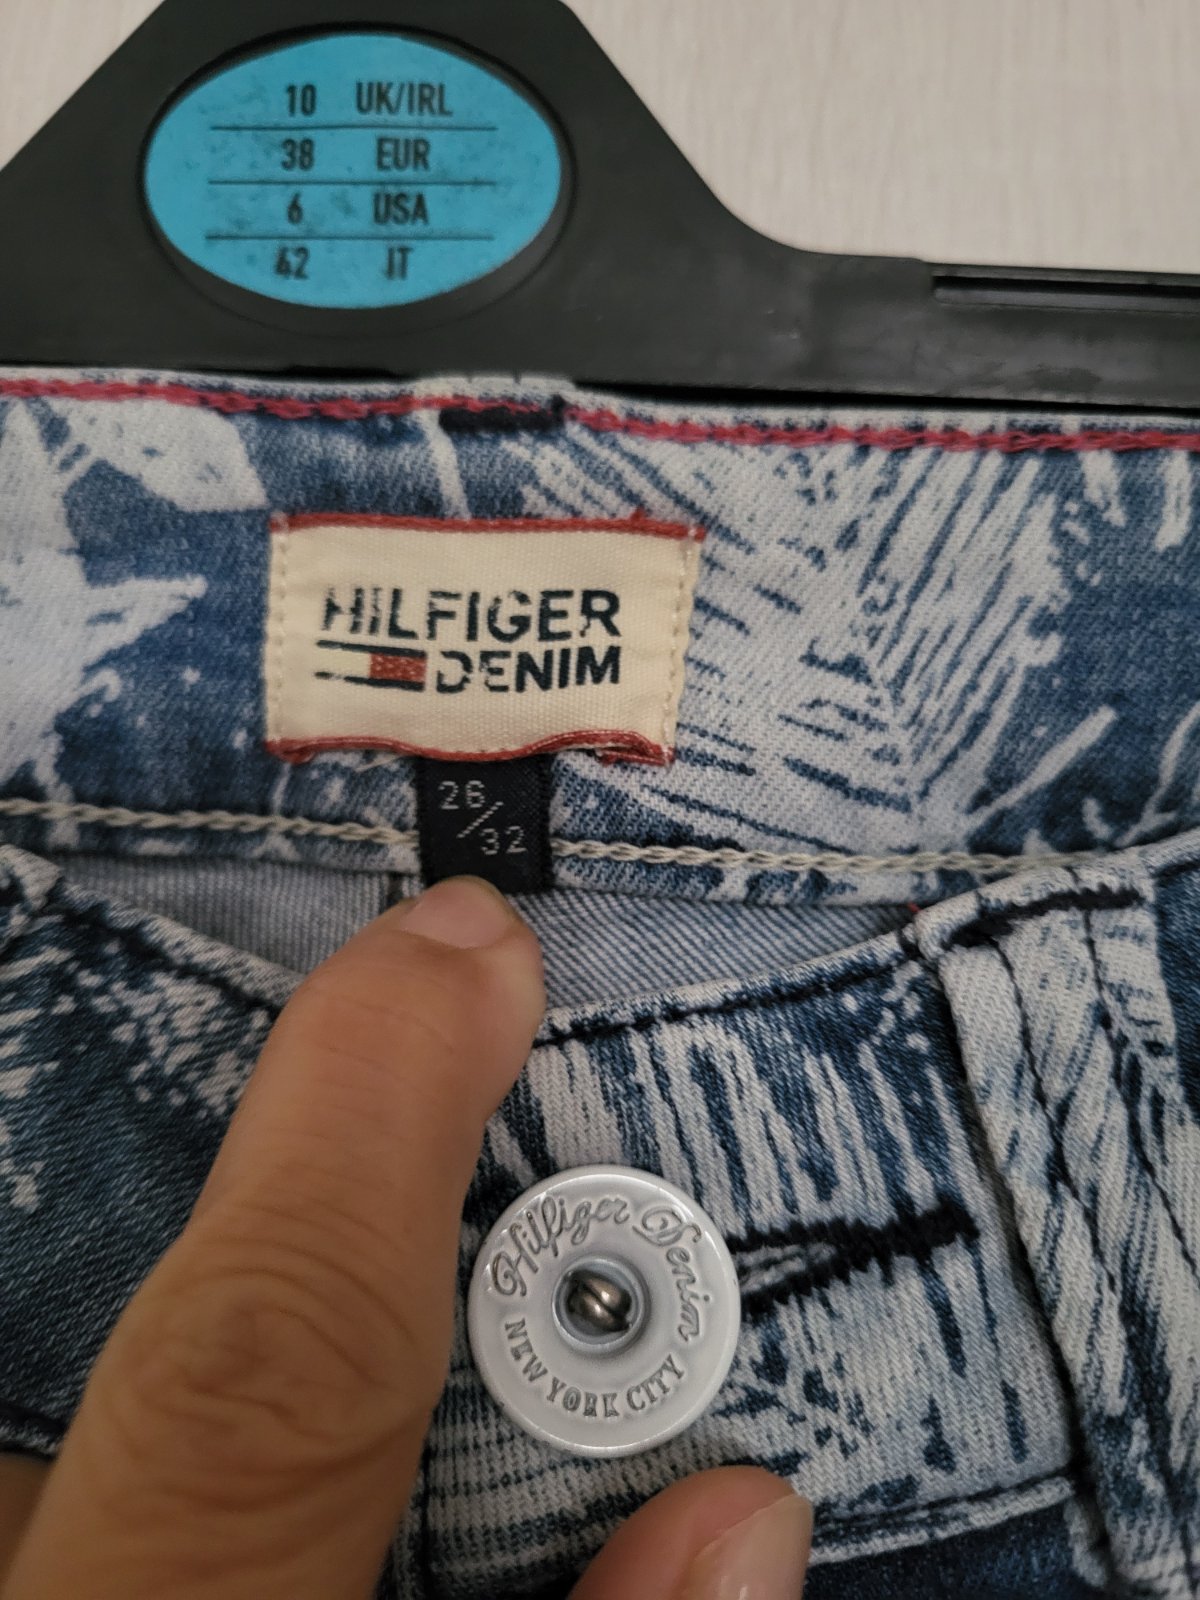 10 UK/IRL
38 EUR
6 USA
42 IT
HILFIGER
DENIM
26
/
32
Hilfiger Denim
NEW YORK CITY